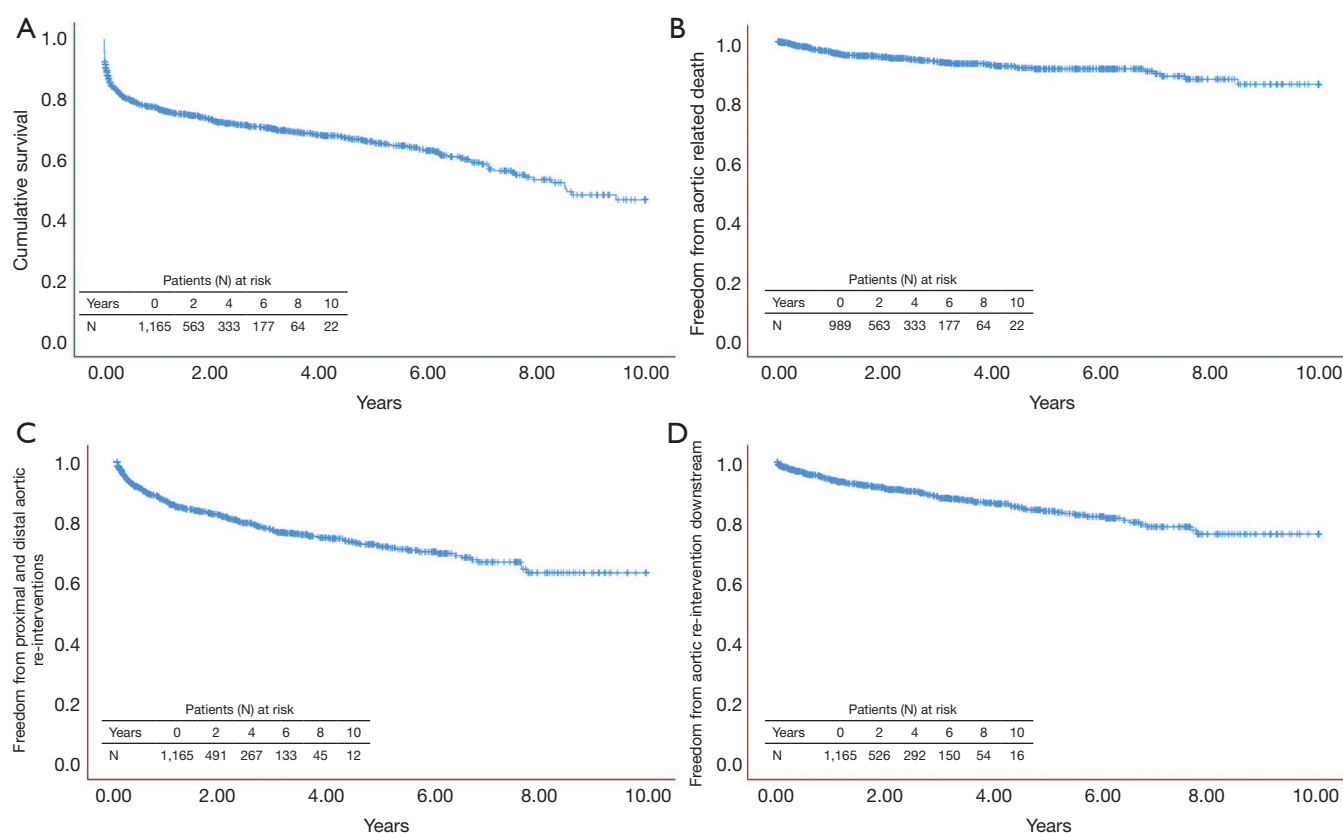 A
Cumulative survival
1.0
0.8
0.6
0.4
0.2
0.0
Patients (N) at risk
Years 0 2 4 6 8 10
N 1,165 563 333 177 64 22
0.00 2.00 4.00 6.00 8.00 10.00
Years
B
Freedom from aortic related death
1.0
0.8
0.6
0.4
0.2
0.0
Patients (N) at risk
Years 0 2 4 6 8 10
N 989 563 333 177 64 22
0.00 2.00 4.00 6.00 8.00 10.00
Years
C
Freedom from proximal and distal aortic
re-interventions
1.0
0.8
0.6
0.4
0.2
0.0
Patients (N) at risk
Years 0 2 4 6 8 10
N 1,165 491 267 133 45 12
0.00 2.00 4.00 6.00 8.00 10.00
Years
D
Freedom from aortic re-intervention downstream
1.0
0.8
0.6
0.4
0.2
0.0
Patients (N) at risk
Years 0 2 4 6 8 10
N 1,165 526 292 150 54 16
0.00 2.00 4.00 6.00 8.00 10.00
Years